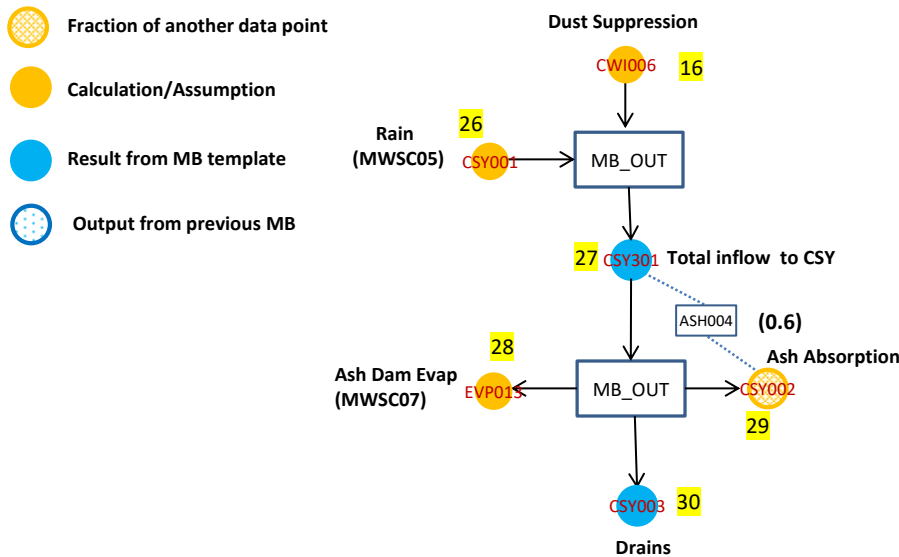 Fraction of another data point
Calculation/Assumption
Result from MB template
Output from previous MB
Dust Suppression
CWI006
16
26
Rain
(MWSC05)
CSY001
MB_OUT
27
CSY301
Total inflow to CSY
ASH004
(0.6)
28
Ash Absorption
Ash Dam Evap
(MWSC07)
EVP013
MB_OUT
CSY002
29
CSY003
30
Drains